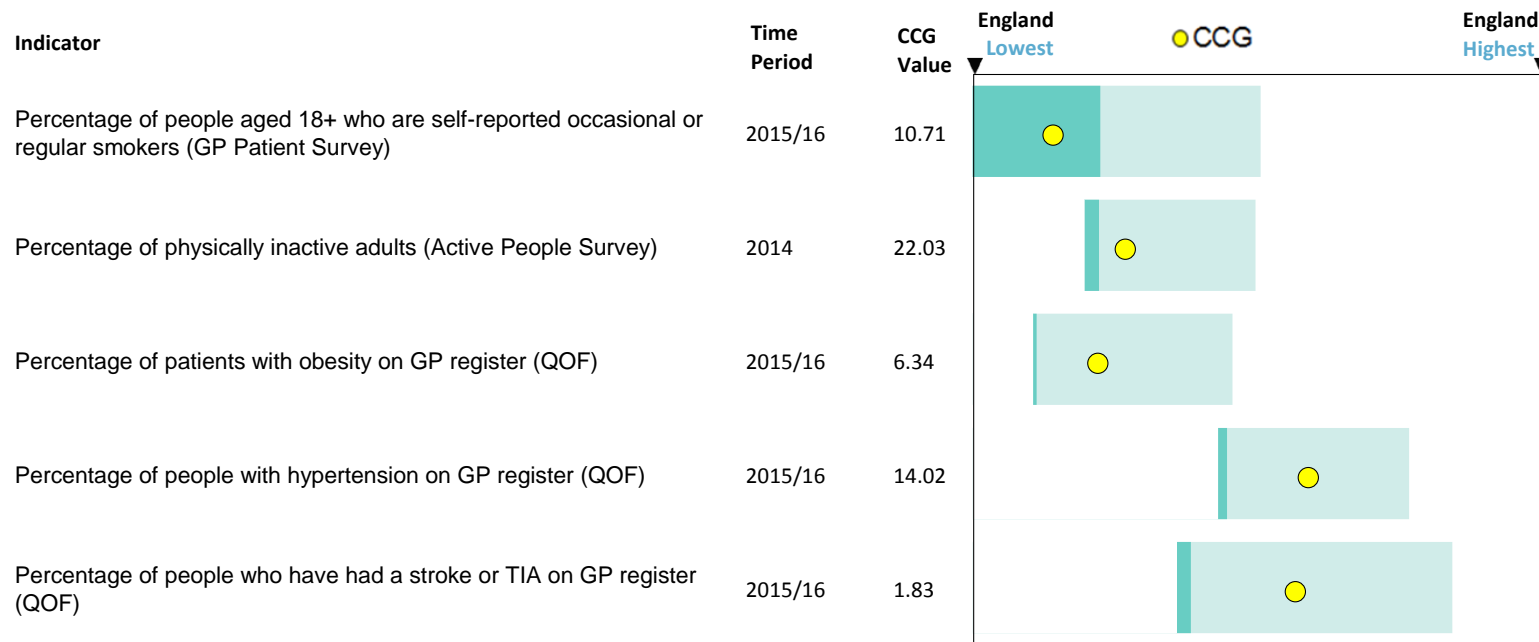 Indicator
Time
Period
CCG
Value
England
Lowest
CCG
England
Highest
Percentage of people aged 18+ who are self-reported occasional or
regular smokers (GP Patient Survey)
2015/16
10.71
Percentage of physically inactive adults (Active People Survey)
2014
22.03
Percentage of patients with obesity on GP register (QOF)
2015/16
6.34
Percentage of people with hypertension on GP register (QOF)
2015/16
14.02
Percentage of people who have had a stroke or TIA on GP register
(QOF)
2015/16
1.83